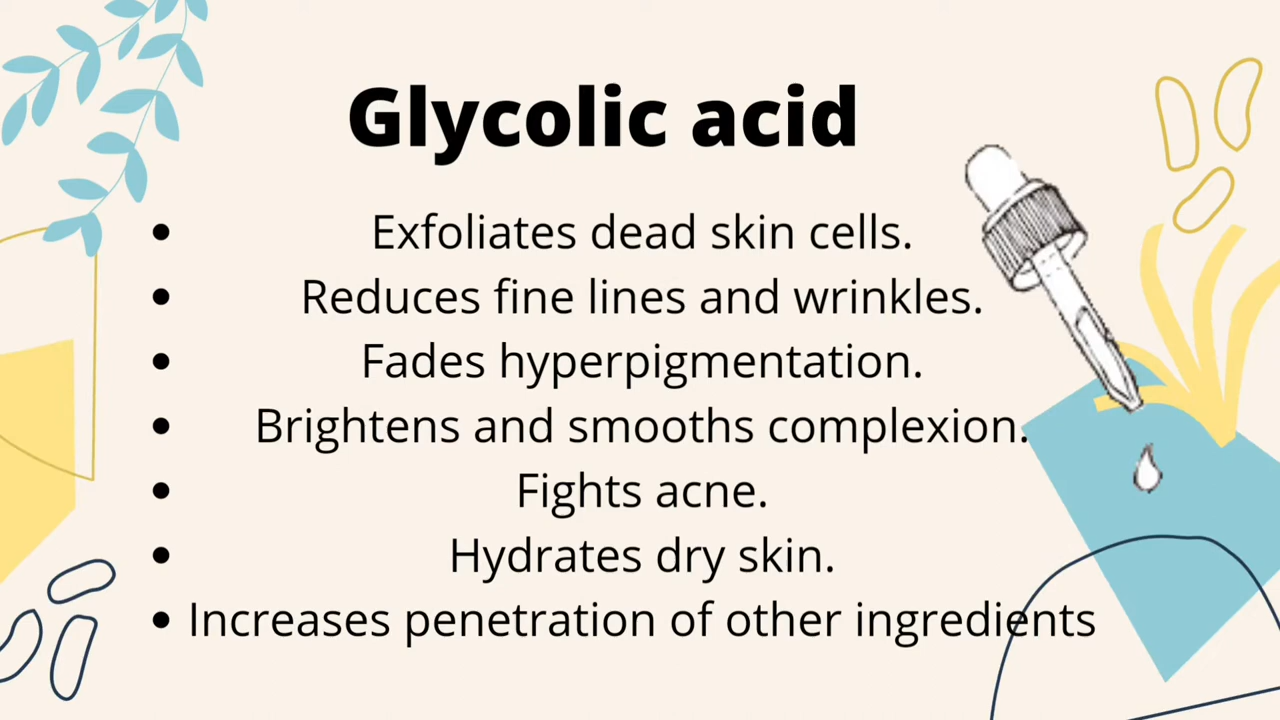 Glycolic acid
• Exfoliates dead skin cells.
• Reduces fine lines and wrinkles.
• Fades hyperpigmentation.
• Brightens and smooths complexion.
• Fights acne.
• Hydrates dry skin.
• Increases penetration of other ingredients